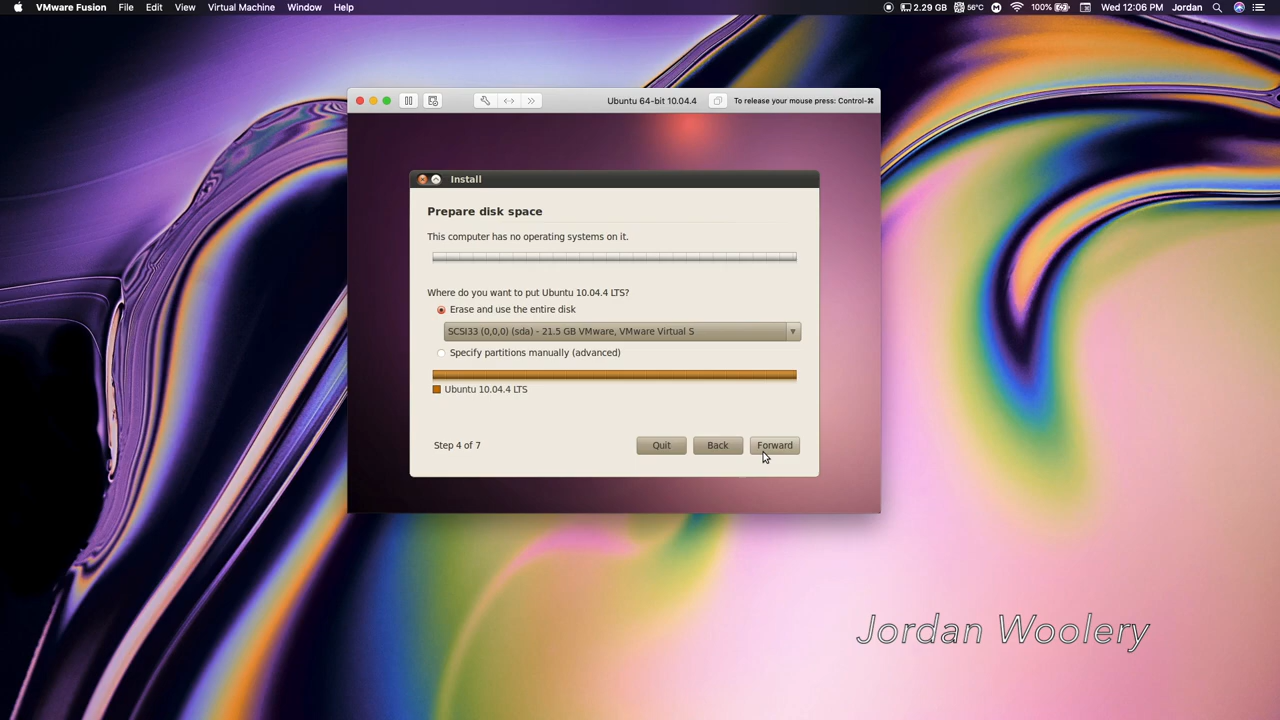 VMware Fusion File Edit View Virtual Machine Window Help 2.29 GB 56°C 100% Wed 12:06 PM Jordan
Ubuntu 64-bit 10.04.4 To release your mouse press: Control-⌘
Install
Prepare disk space
This computer has no operating systems on it.
Where do you want to put Ubuntu 10.04.4 LTS?
Erase and use the entire disk
SCSI33 (0,0,0) (sda) - 21.5 GB VMware, VMware Virtual S
Specify partitions manually (advanced)
Ubuntu 10.04.4 LTS
Step 4 of 7 Quit Back Forward
Jordan Woolery